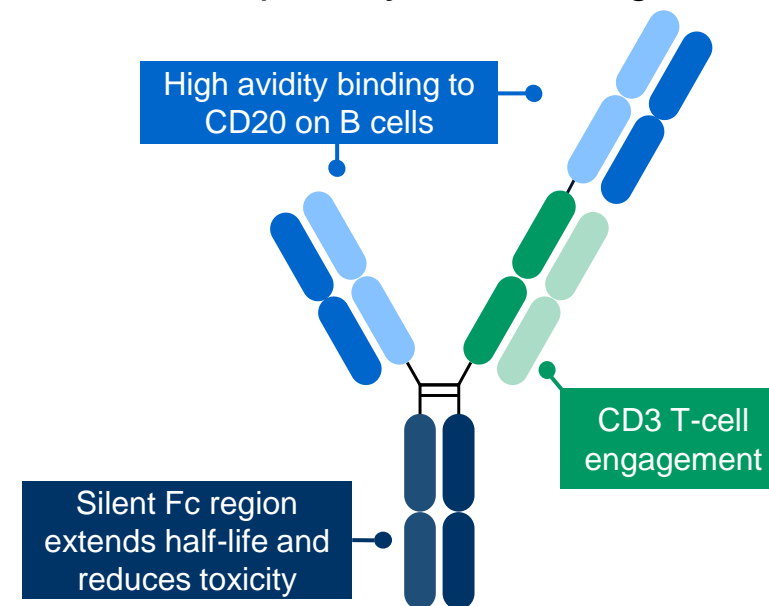 High avidity binding to
CD20 on B cells
CD3 T-cell
engagement
Silent Fc region
extends half-life and
reduces toxicity